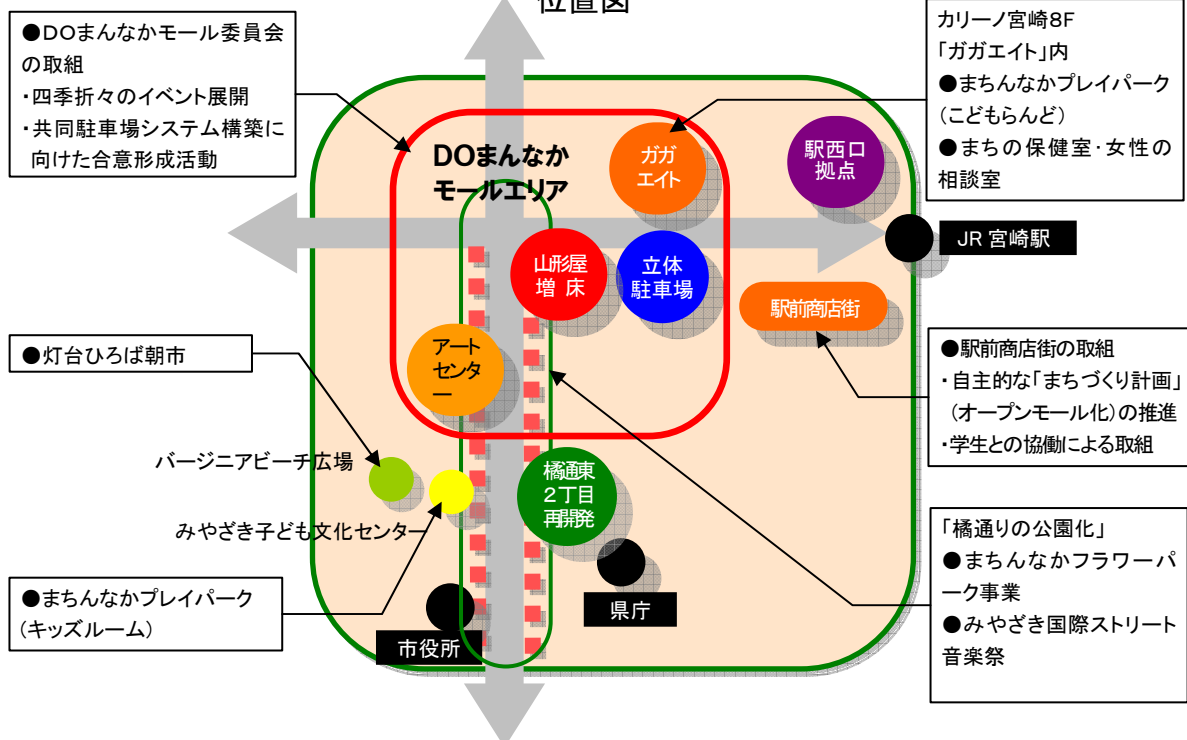 位置図
●DOまんなかモール委員会
の取組
・四季折々のイベント展開
・共同駐車場システム構築に
向けた合意形成活動
カリーノ宮崎8F
「ガガエイト」内
●まちんなかプレイパーク
(こどもらんど)
●まちの保健室・女性の
相談室
DOまんなか
モールエリア
ガガ
エイト
駅西口
拠点
JR 宮崎駅
山形屋
増 床
立体
駐車場
駅前商店街
●灯台ひろば朝市
アート
センタ
ー
●駅前商店街の取組
・自主的な「まちづくり計画」
(オープンモール化)の推進
・学生との協働による取組
バージニアビーチ広場
みやざき子ども文化センター
橘通東
2丁目
再開発
「橘通りの公園化」
●まちんなかフラワーパ
ーク事業
●みやざき国際ストリート
音楽祭
●まちんなかプレイパーク
(キッズルーム)
県庁
市役所